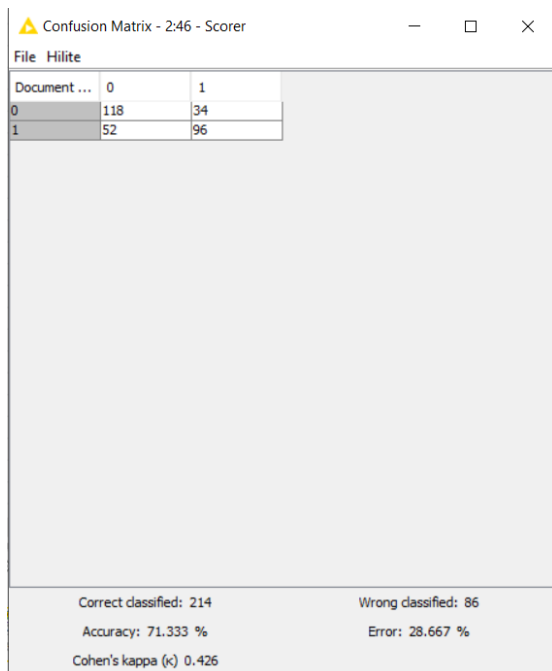 Confusion Matrix - 2:46 - Scorer
File Hilite
Document ... 0 1
0 118 34
1 52 96
Correct classified: 214 Wrong classified: 86
Accuracy: 71.333 % Error: 28.667 %
Cohen's kappa (κ) 0.426